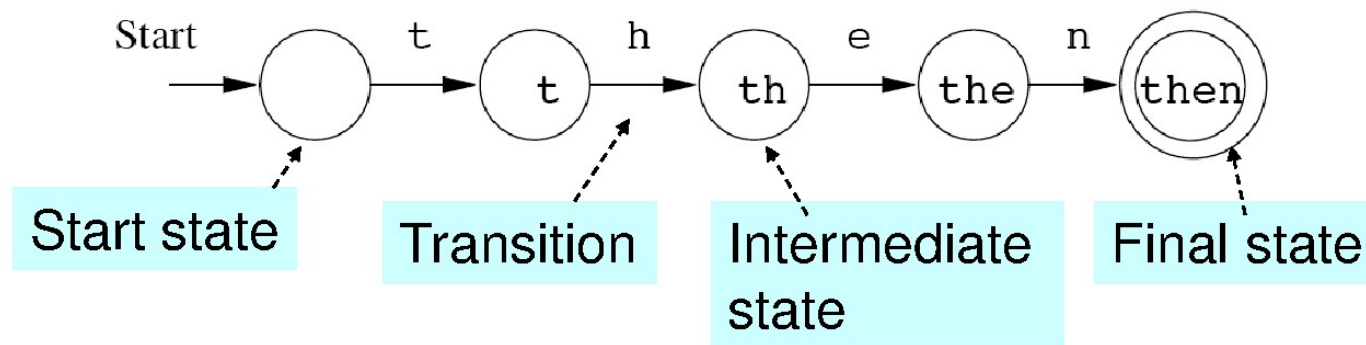 Start t h e n
t th the then
Start state Transition Intermediate state Final state